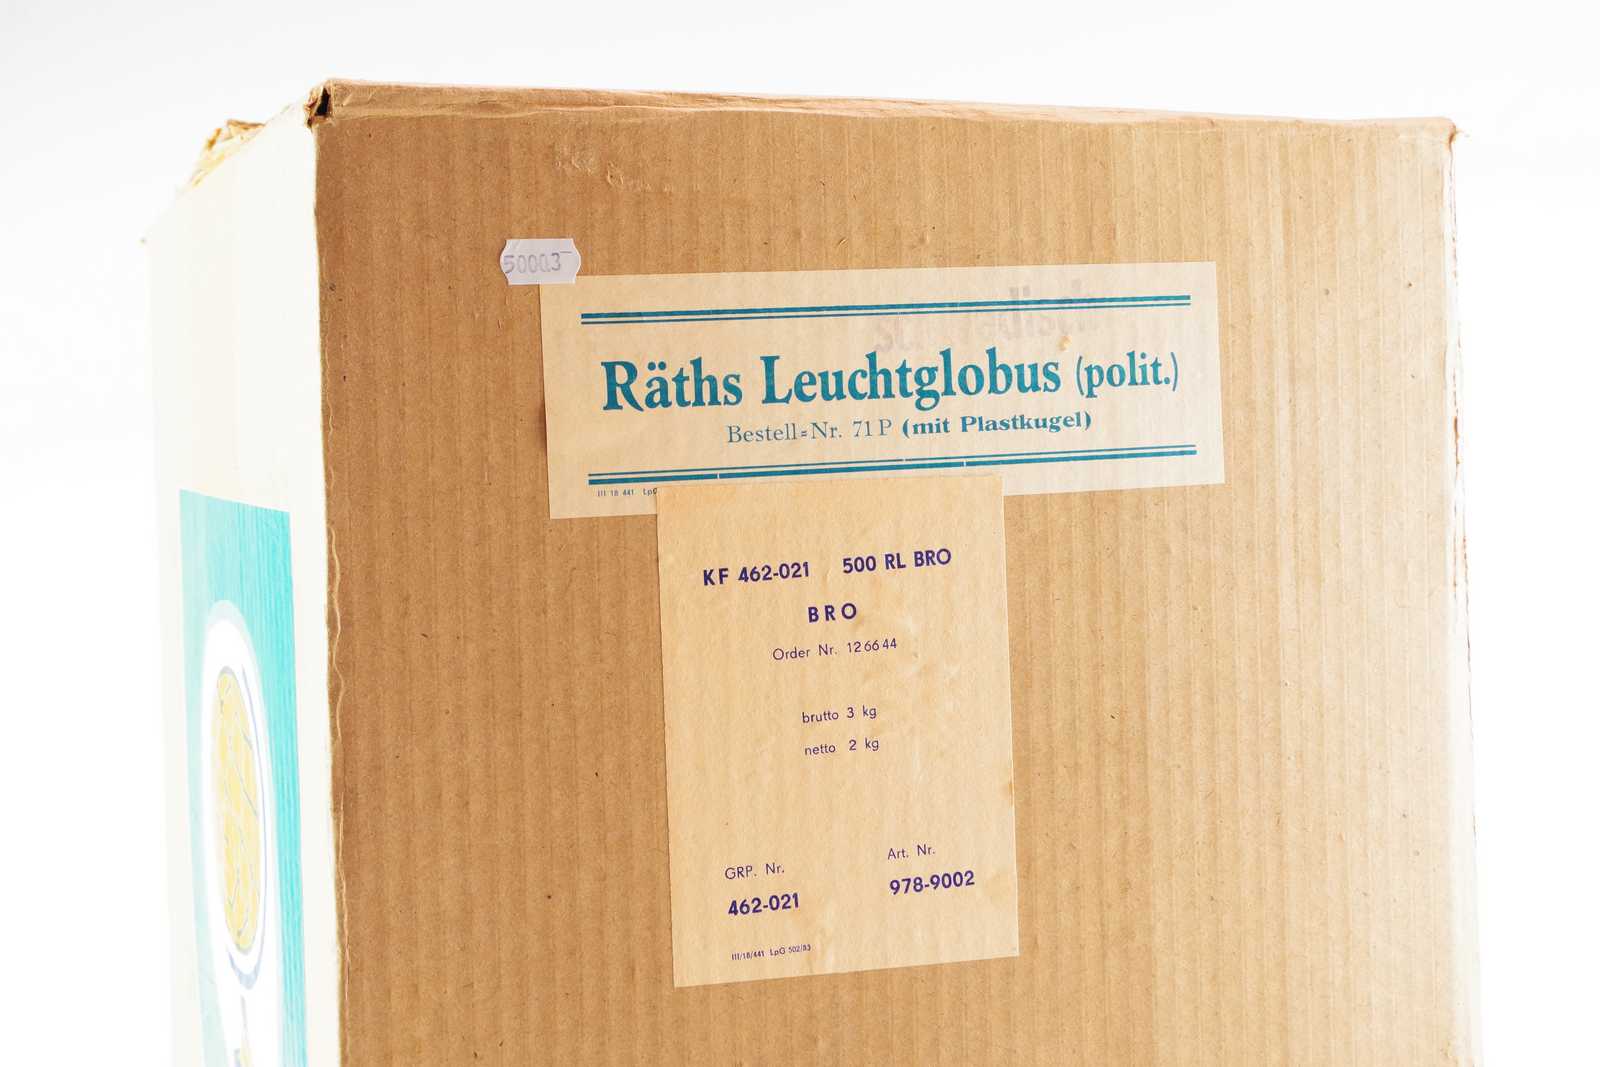 50003
schwedisch
Räths Leuchtglobus (polit.)
Bestell=Nr. 71 P (mit Plastkugel)
III 18 441 LpG
KF 462-021 500 RL BRO
BRO
Order Nr. 126644
brutto 3 kg
netto 2 kg
GRP. Nr. Art. Nr.
462-021 978-9002
III/18/441 LpG 502/83